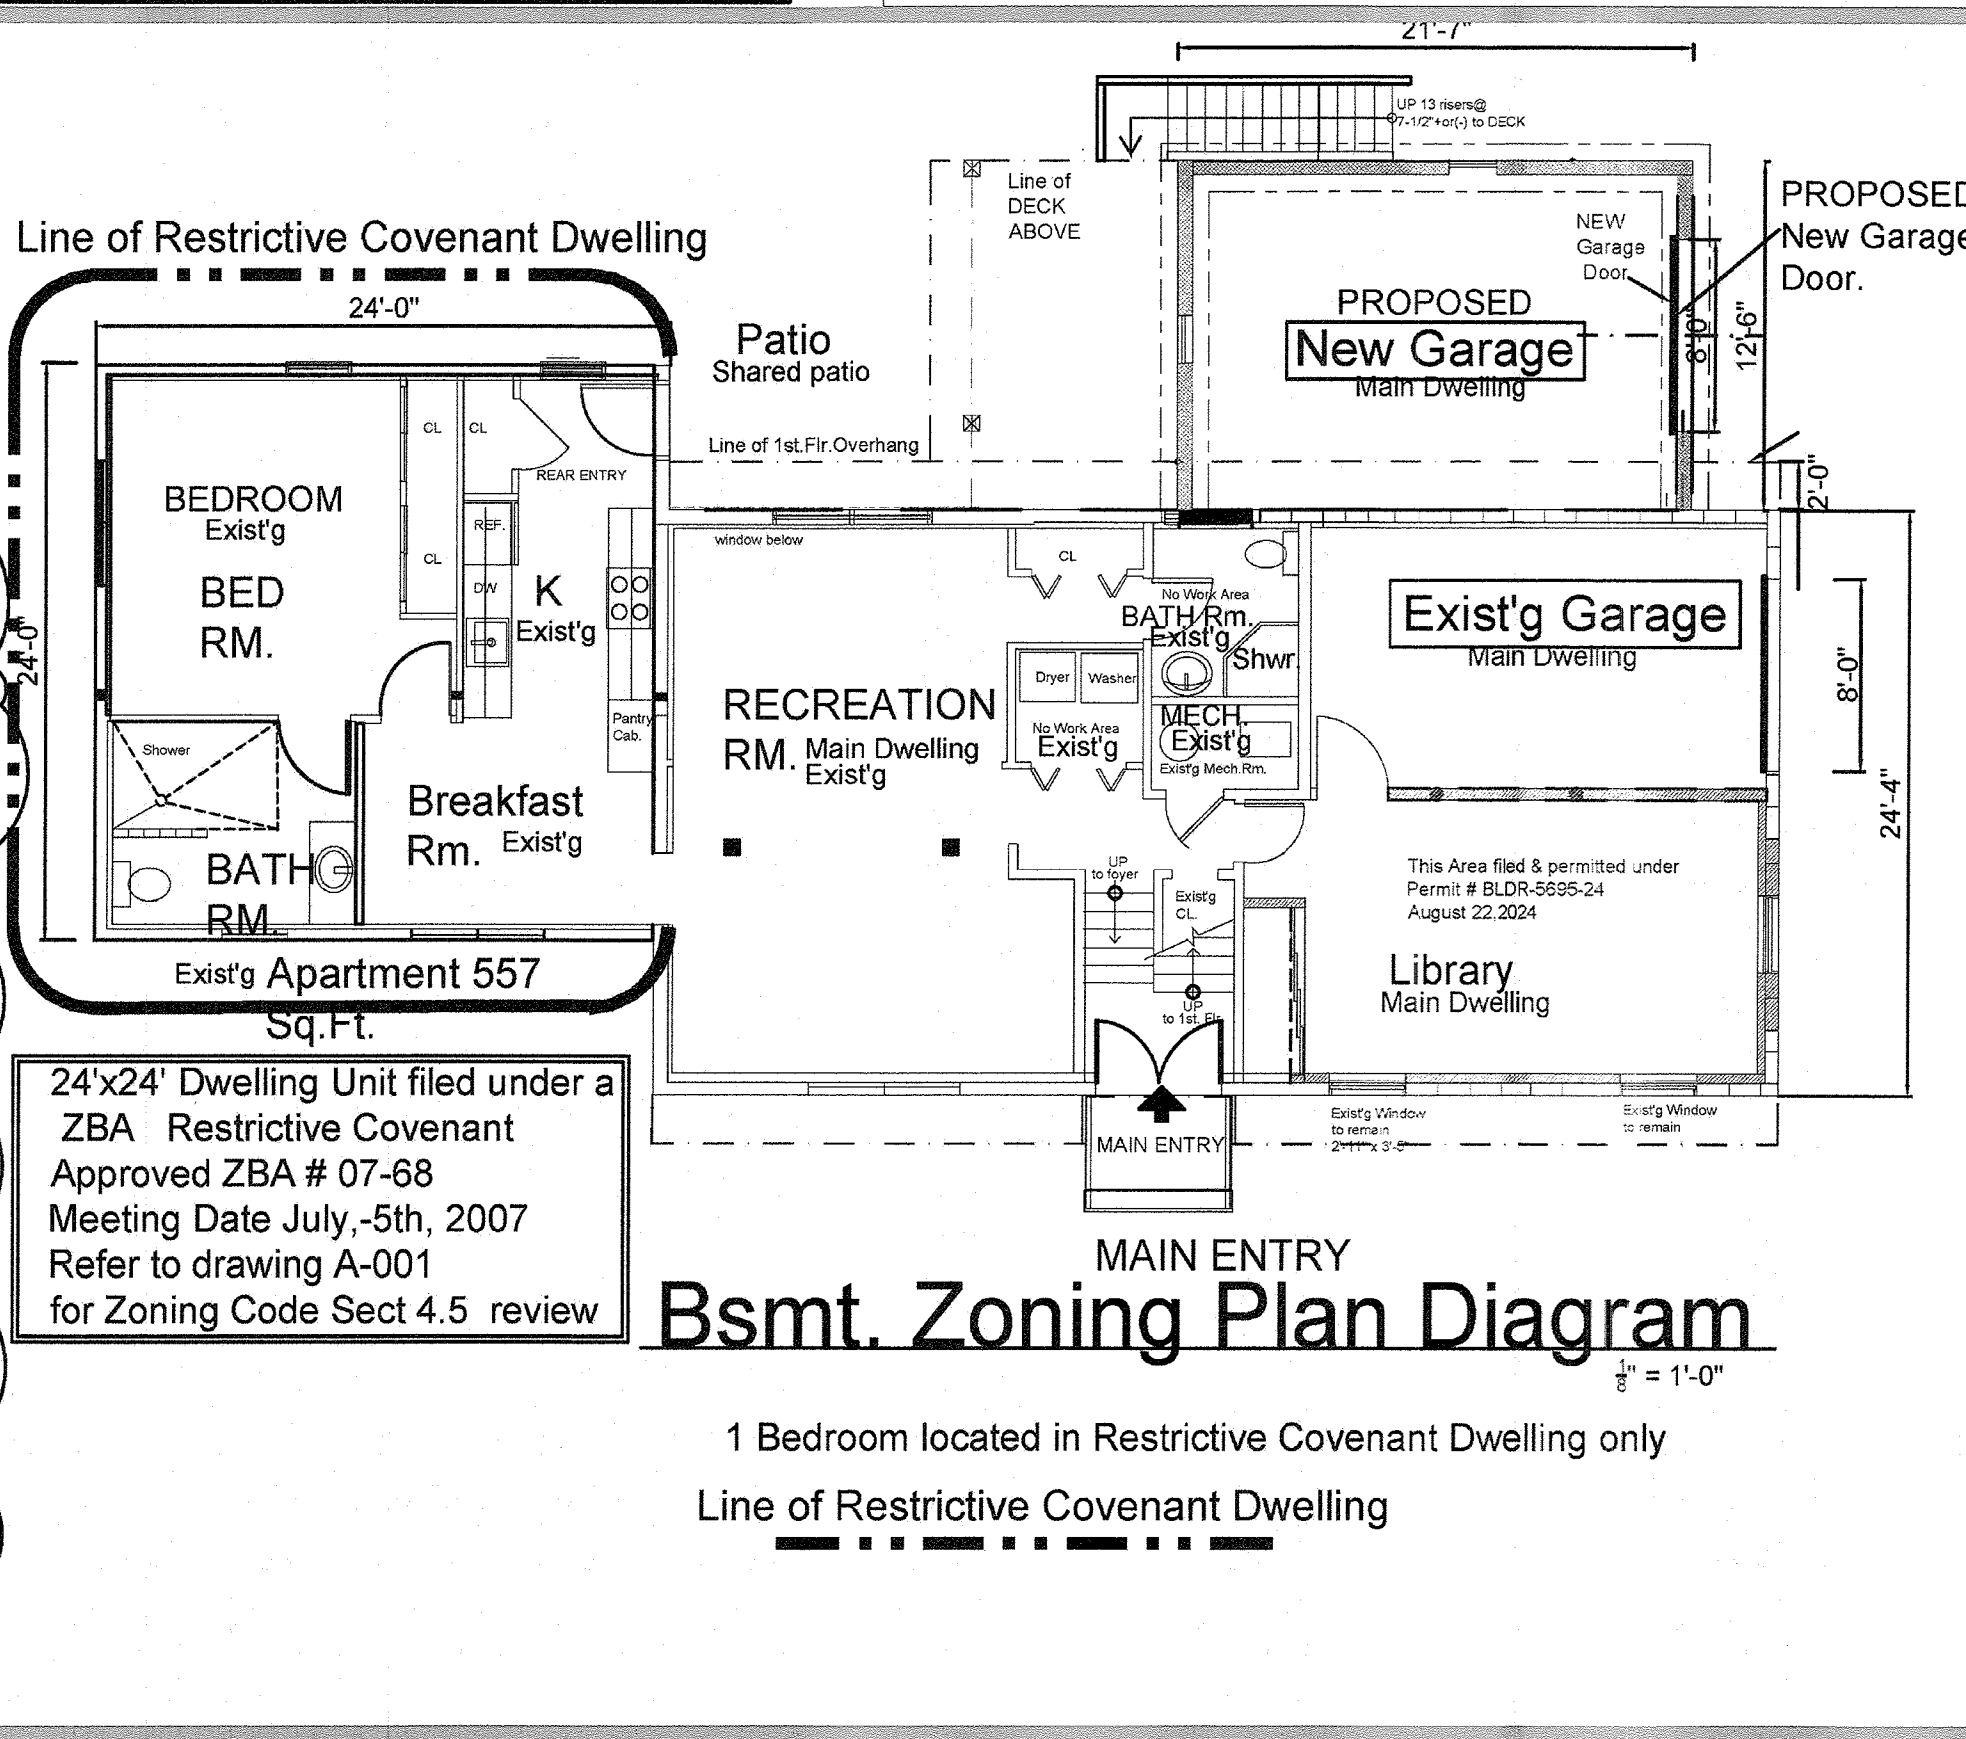 21'-7"
UP 13 risers@
7-1/2"+or(-) to DECK
Line of
DECK
ABOVE
NEW
Garage
Door
PROPOSED
New Garage
Door.
Line of Restrictive Covenant Dwelling
24'-0"
PROPOSED
New Garage
Main Dwelling
8'-0"
12'-6"
Patio
Shared patio
Line of 1st.Flr.Overhang
2'-0"
CL
CL
REAR ENTRY
BEDROOM
Exist'g
BED
RM.
CL
REF.
DW
K
Exist'g
24'-0"
window below
CL
No Work Area
BATH Rm.
Exist'g
Shwr.
Exist'g Garage
Main Dwelling
8'-0"
24'-4"
Dryer
Washer
No Work Area
Exist'g
MECH.
Exist'g
Exist'g Mech.Rm.
RECREATION
RM. Main Dwelling
Exist'g
Pantry
Cab.
Shower
Breakfast
Rm. Exist'g
BATH
RM.
UP
to foyer
Exist'g
CL.
UP
to 1st. Flr
This Area filed & permitted under
Permit # BLDR-5695-24
August 22,2024
Library
Main Dwelling
Exist'g Apartment 557
Sq.Ft.
24'x24' Dwelling Unit filed under a
ZBA Restrictive Covenant
Approved ZBA # 07-68
Meeting Date July,-5th, 2007
Refer to drawing A-001
for Zoning Code Sect 4.5 review
MAIN ENTRY
Exist'g Window
to remain
2'-11" x 3'-5"
Exist'g Window
to remain
MAIN ENTRY
Bsmt. Zoning Plan Diagram
1/8" = 1'-0"
1 Bedroom located in Restrictive Covenant Dwelling only
Line of Restrictive Covenant Dwelling